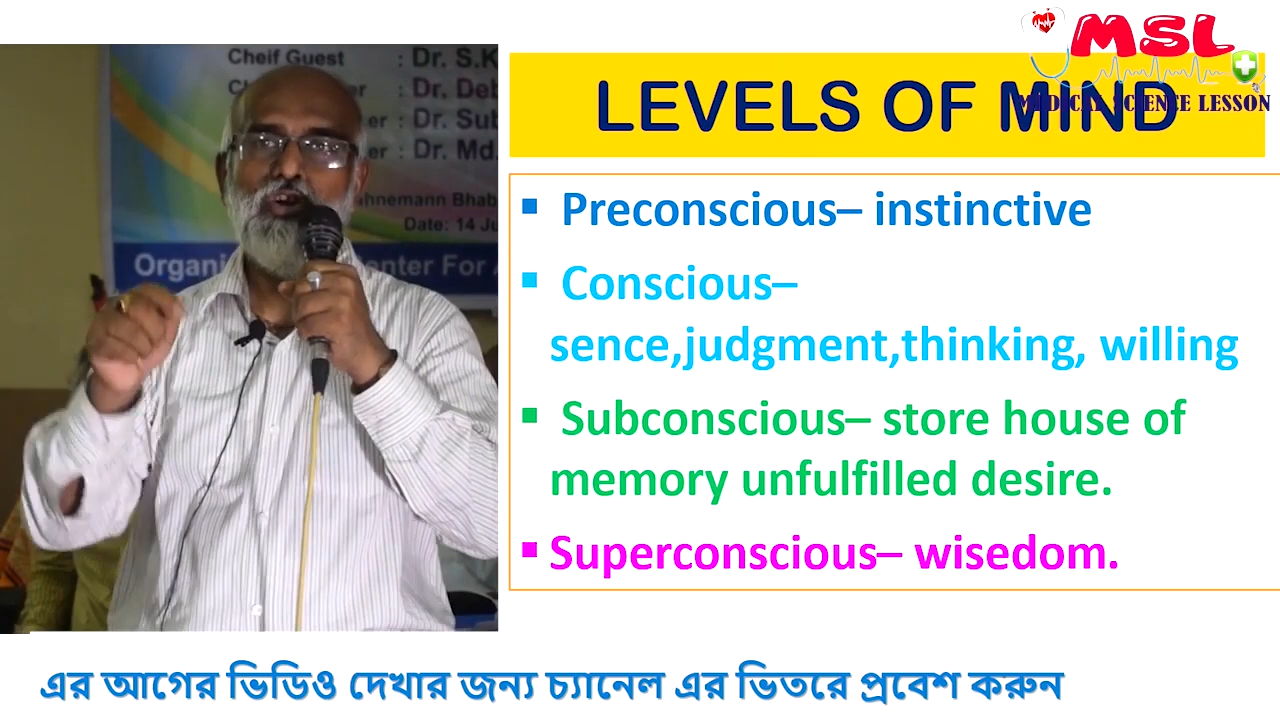 MSL
MEDICAL SCIENCE LESSON
Cheif Guest : Dr. S.K
: Dr.
er : Dr. Sub
er : Dr. Md.
Date: 14
LEVELS OF MIND
▪ Preconscious– instinctive
▪ Conscious–
sence,judgment,thinking, willing
▪ Subconscious– store house of
memory unfulfilled desire.
▪ Superconscious– wisedom.
এর আগের ভিডিও দেখার জন্য চ্যানেল এর ভিতরে প্রবেশ করুন